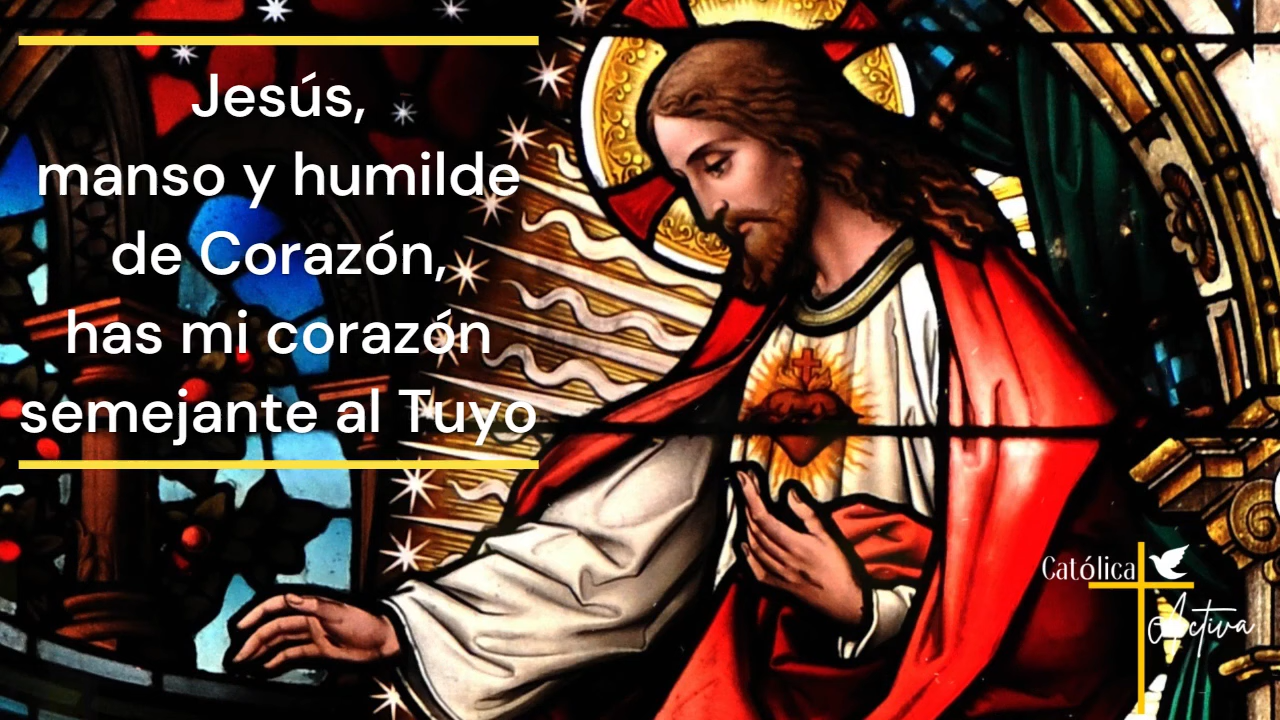 Jesús,
manso y humilde
de Corazón,
has mi corazón
semejante al Tuyo
Católica
Activa